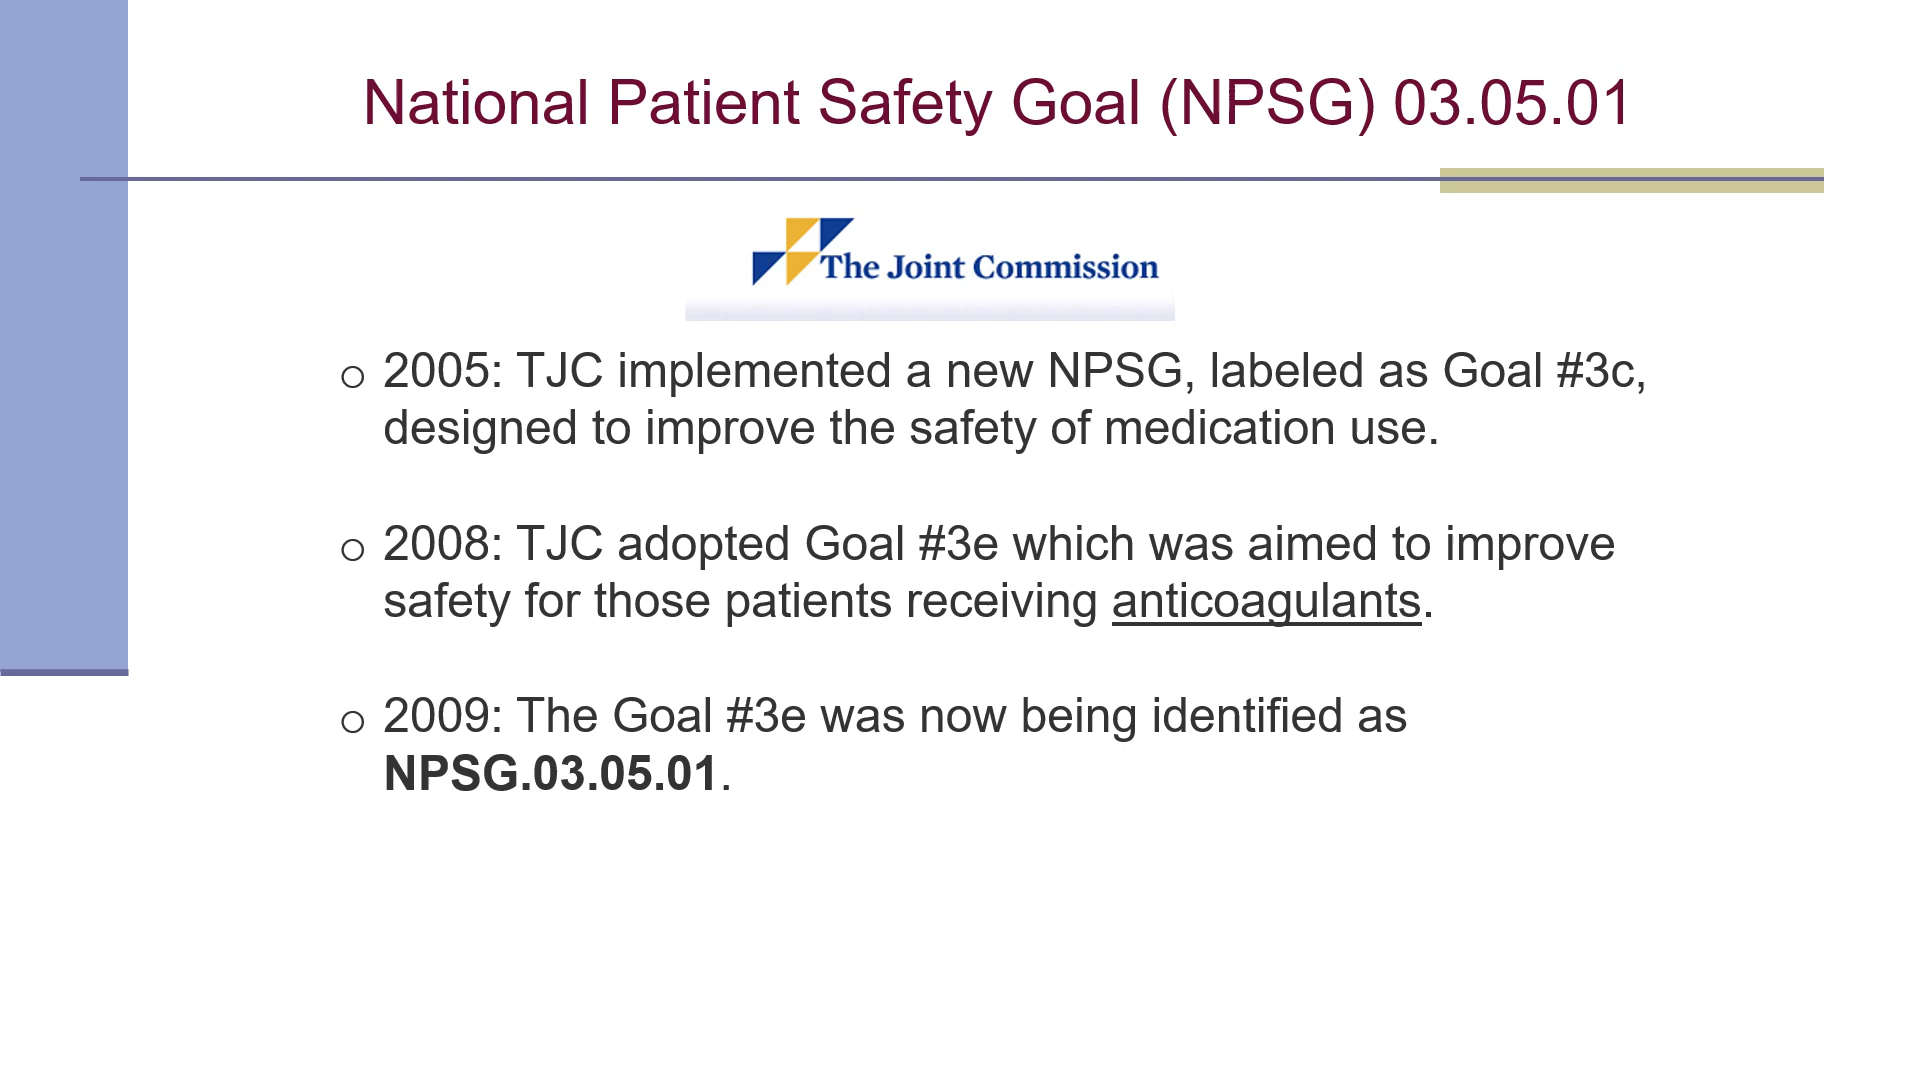 National Patient Safety Goal (NPSG) 03.05.01
The Joint Commission
o 2005: TJC implemented a new NPSG, labeled as Goal #3c,
designed to improve the safety of medication use.
o 2008: TJC adopted Goal #3e which was aimed to improve
safety for those patients receiving anticoagulants.
o 2009: The Goal #3e was now being identified as
NPSG.03.05.01.